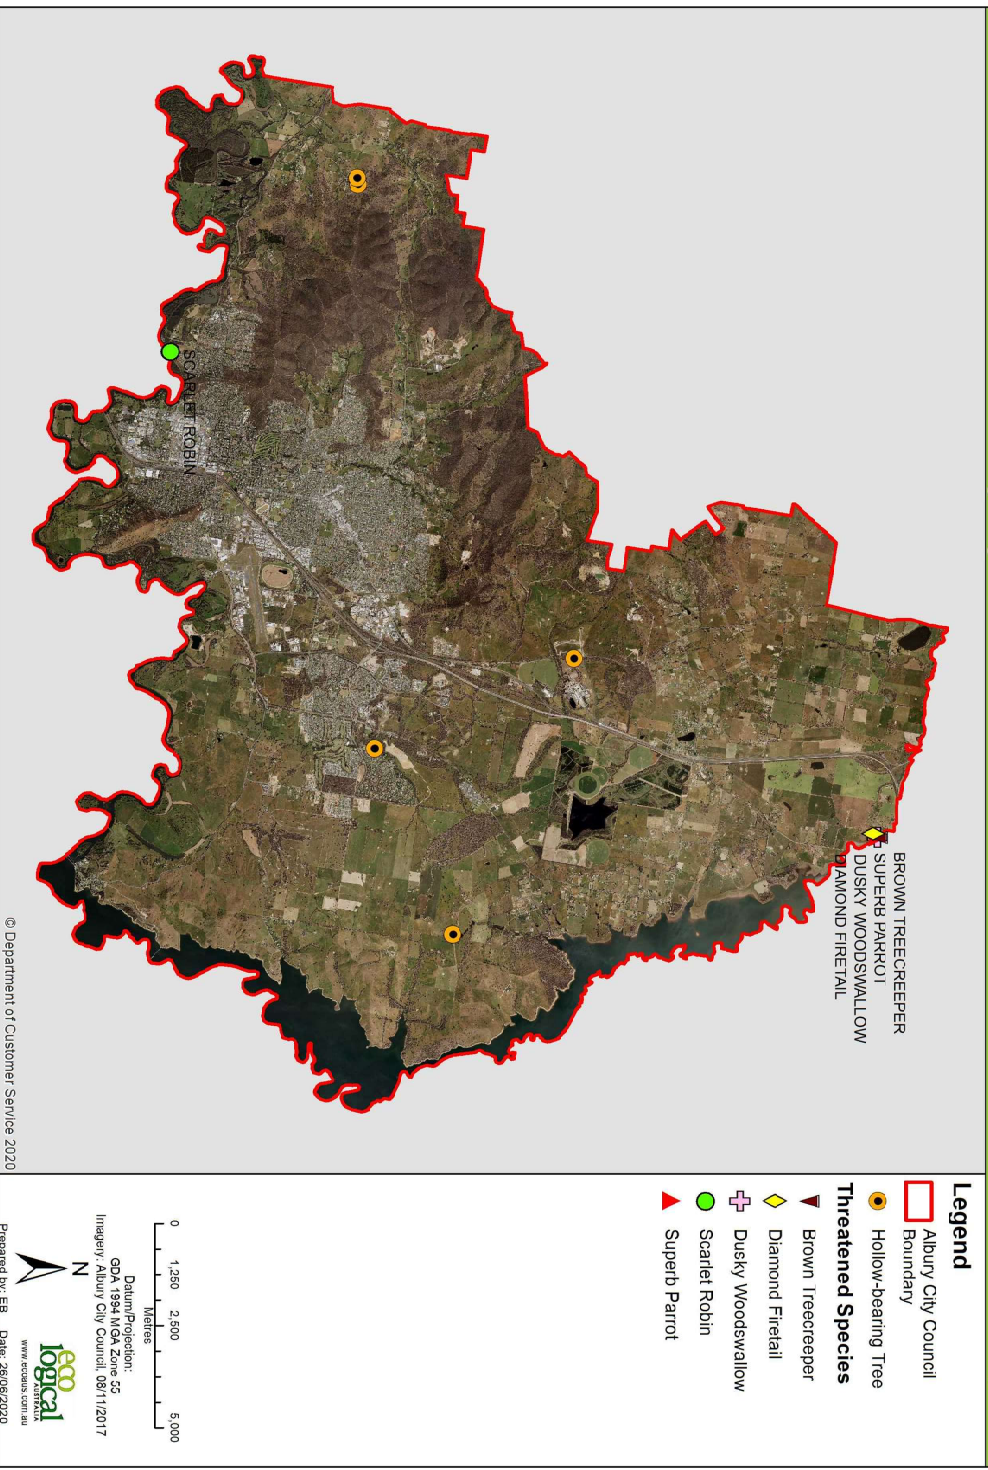 SCARLET ROBIN
BROWN TREECREEPER
SUPERB PARROT
DUSKY WOODSWALLOW
DIAMOND FIRETAIL
© Department of Customer Service 2020
Legend
Albury City Council
Boundary
Hollow-bearing Tree
Threatened Species
Brown Treecreeper
Diamond Firetail
Dusky Woodswallow
Scarlet Robin
Superb Parrot
0 1,250 2,500 5,000
Metres
Datum/Projection:
GDA 1994 MGA Zone 55
Imagery: Albury City Council, 08/11/2017
N
eco
logical
AUSTRALIA
www.ecoaus.com.au
Prepared by: EB Date: 26/06/2020